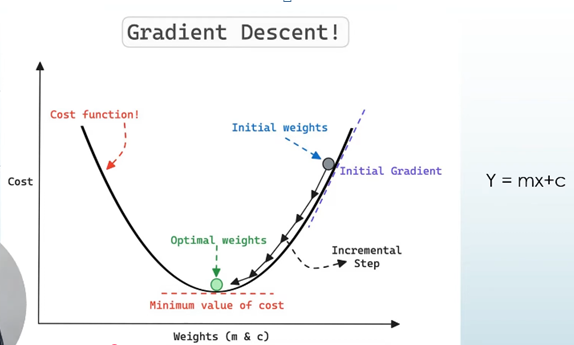 Gradient Descent!
Cost function!
Initial weights
Initial Gradient
Y = mx+c
Cost
Optimal weights
Incremental
Step
Minimum value of cost
Weights (m & c)